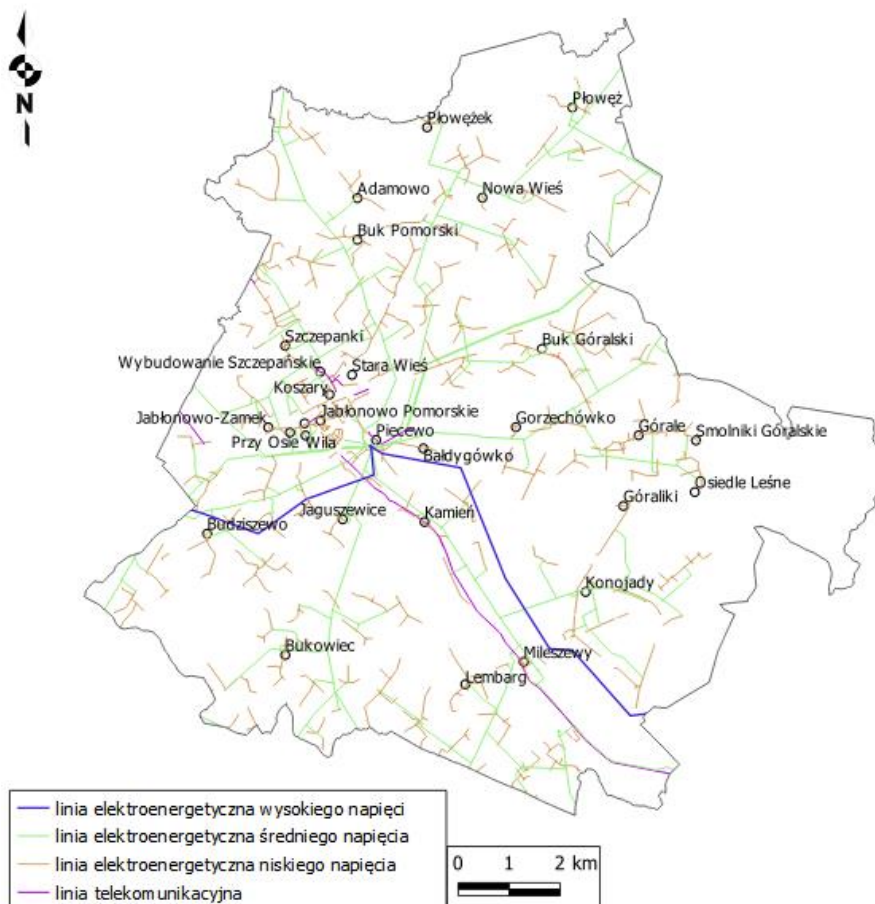 N
Płowężek
Płowęż
Adamowo
Nowa Wieś
Buk Pomorski
Szczepanki
Buk Góralski
Wybudowanie Szczepańskie
Stara Wieś
Koszary
Jabłonowo-Zamek
Jabłonowo Pomorskie
Gorzechówko
Przy Osie Wila
Piecewo
Górale
Smolniki Góralskie
Bałdygówko
siedle Leśne
Góraliki
Jaguszewice
Kamień
Budziszewo
Konojady
Bukowiec
Mileszewy
Lembarg
linia elektroenergetyczna wysokiego napięci
linia elektroenergetyczna średniego napięcia
linia elektroenergetyczna niskiego napięcia
linia telekomunikacyjna
0 1 2 km